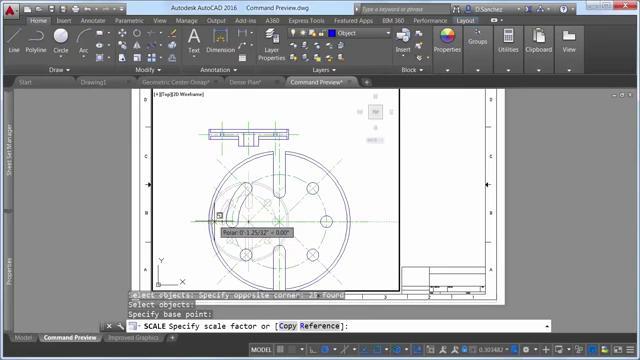 Autodesk AutoCAD 2016 Command Preview.dwg
Type a keyword or phrase
D.Sanchez
Home Insert Annotate Parametric View Manage Output Add-ins A360 Express Tools Featured Apps BIM 360 Performance Layout
Line Polyline Circle Arc Text Dimension Layer Properties Object Insert Properties Groups Utilities Clipboard View
Draw Modify Annotation Layers Block
Start Drawing1 Geometric Center-Osnap* Dense Plan* Command Preview*
[+][Top][2D Wireframe]
Sheet Set Manager
Properties
D
C
B
A
TOP
Polar: 0'-1 25/32" < 0.00°
Y
X
Select objects: Specify opposite corner: 25 found
Select objects:
Specify base point:
SCALE Specify scale factor or [Copy Reference]:
Model Command Preview Improved Graphics
MODEL 0.303482